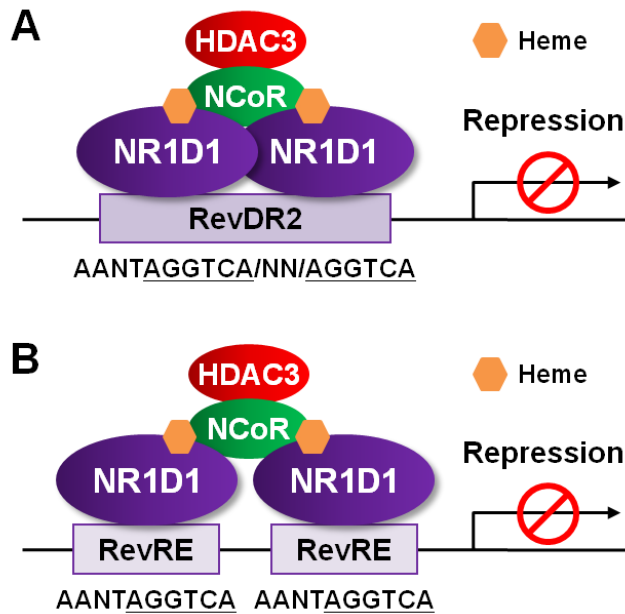 A
HDAC3
Heme
NCoR
Repression
NR1D1 NR1D1
RevDR2
AANTAGGTCA/NN/AGGTCA
B
HDAC3
Heme
NCoR
Repression
NR1D1 NR1D1
RevRE RevRE
AANTAGGTCA AANTAGGTCA